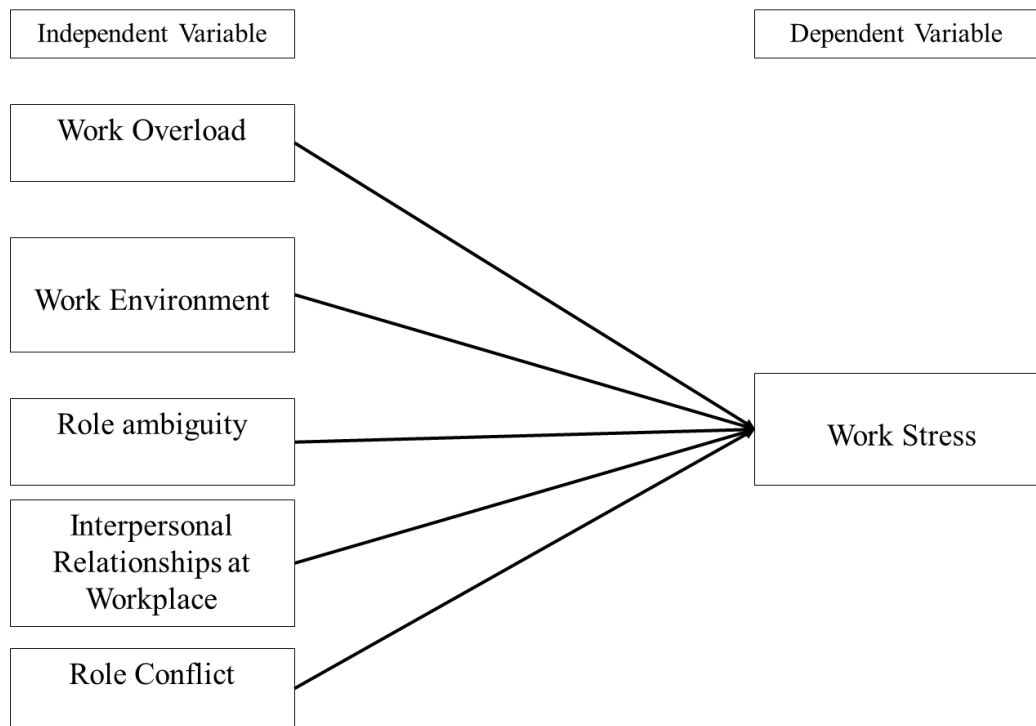 Independent Variable
Dependent Variable
Work Overload
Work Environment
Role ambiguity
Interpersonal
Relationships at
Workplace
Role Conflict
Work Stress